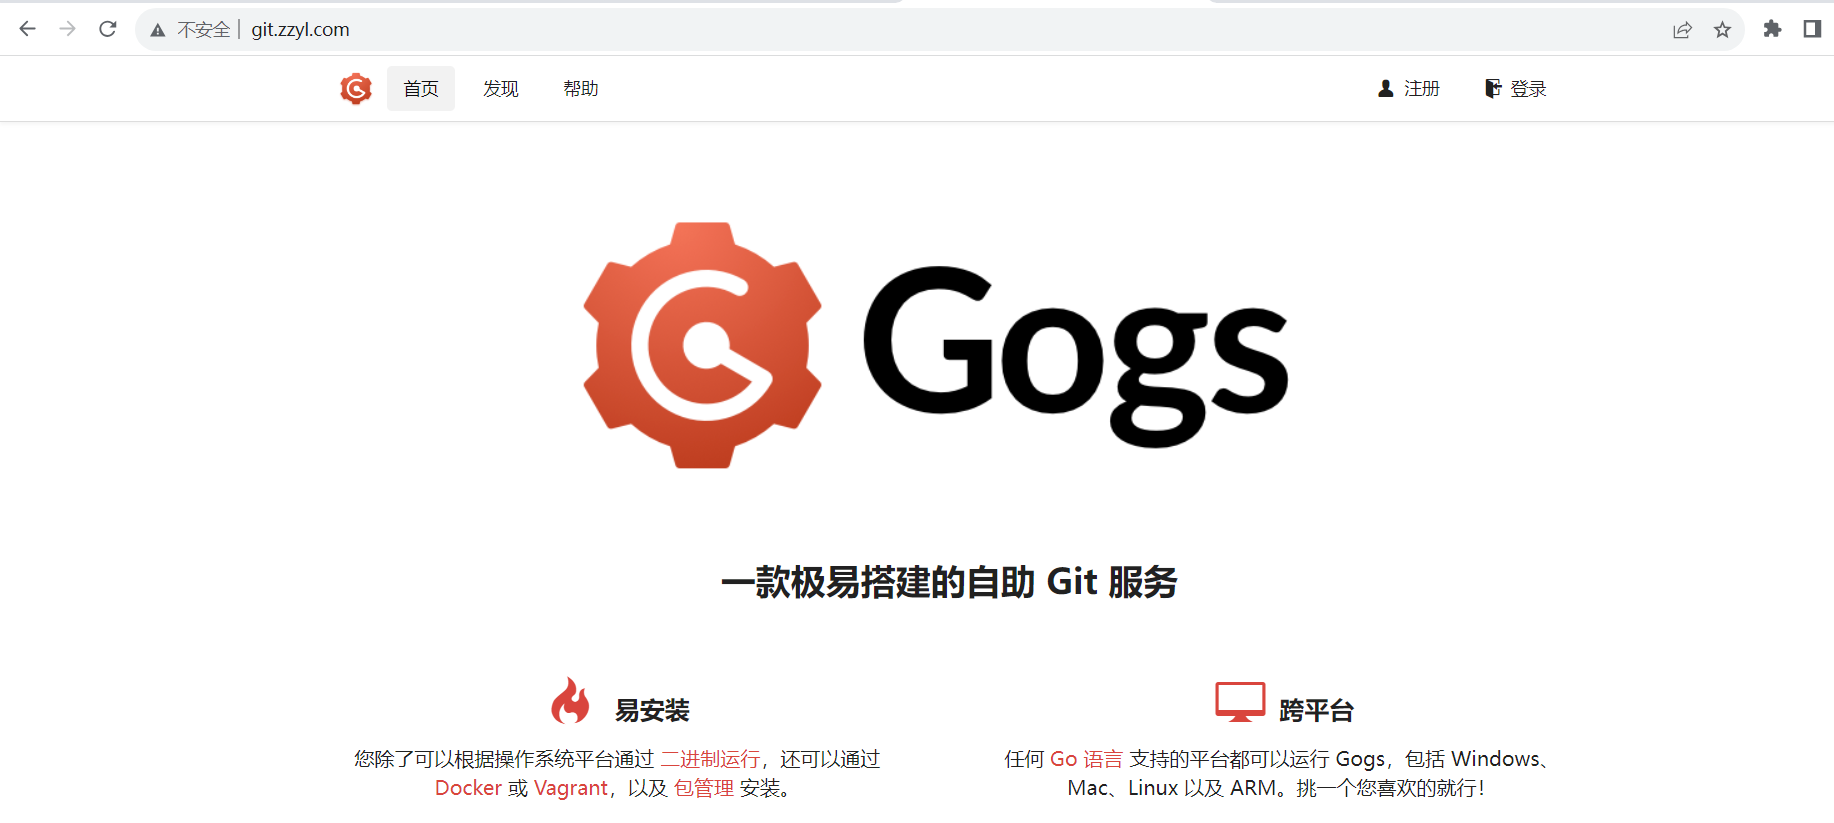 不安全 | git.zzyl.com
首页 发现 帮助 注册 登录
Gogs
一款极易搭建的自助 Git 服务
易安装
您除了可以根据操作系统平台通过 二进制运行，还可以通过
Docker 或 Vagrant，以及 包管理 安装。
跨平台
任何 Go 语言 支持的平台都可以运行 Gogs，包括 Windows、
Mac、Linux 以及 ARM。挑一个您喜欢的就行！